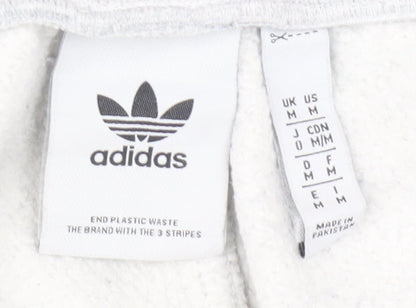 adidas
END PLASTIC WASTE
THE BRAND WITH THE 3 STRIPES
UK US
M M
J CDN
U M/M
D F
M M
E I
M M
MADE IN
PAKISTAN